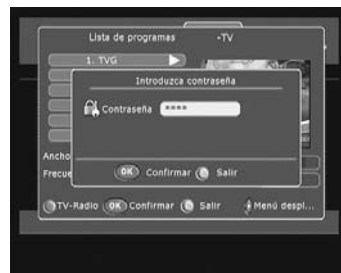 Lista de programas -TV
1. TVG
Introduzca contraseña
Contraseña ****
OK Confirmar Salir
Ancho
Frecue
TV-Radio OK Confirmar Salir Menú despl...